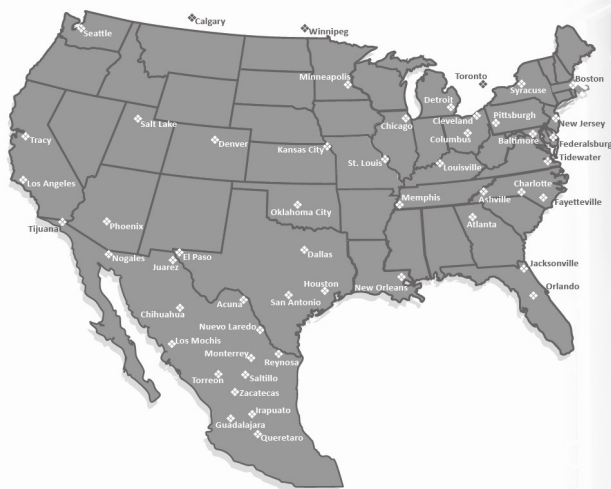 Calgary
Winnipeg
Seattle
Minneapolis
Toronto
Boston
Syracuse
Detroit
Chicago
Cleveland
Pittsburgh
New Jersey
Columbus
Baltimore
Federalsburg
Tidewater
Salt Lake
Tracy
Denver
Kansas City
St. Louis
Louisville
Los Angeles
Charlotte
Ashville
Fayetteville
Memphis
Oklahoma City
Phoenix
Tijuana
Atlanta
Nogales
El Paso
Juarez
Dallas
Jacksonville
Houston
New Orleans
Orlando
San Antonio
Acuna
Chihuahua
Nuevo Laredo
Los Mochis
Monterrey
Reynosa
Torreon
Saltillo
Zacatecas
Irapuato
Guadalajara
Queretaro